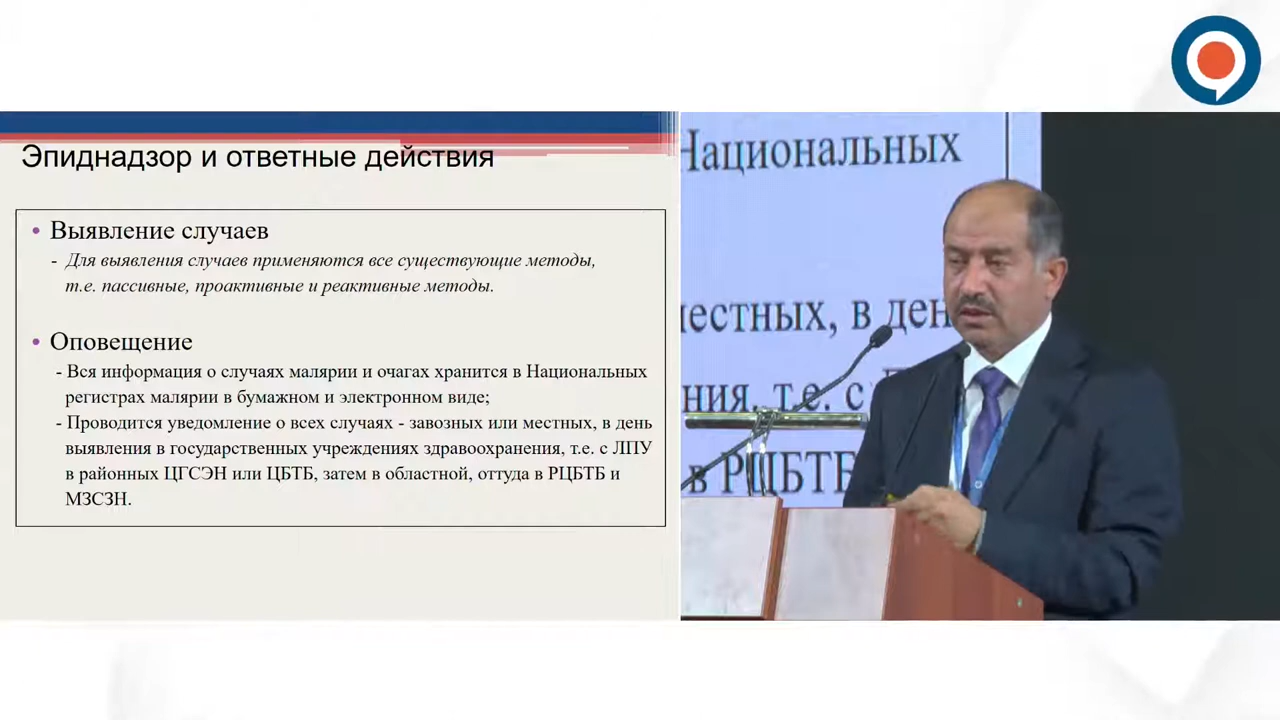 Эпиднадзор и ответные действия
• Выявление случаев
- Для выявления случаев применяются все существующие методы,
т.е. пассивные, проактивные и реактивные методы.
• Оповещение
- Вся информация о случаях малярии и очагах хранится в Национальных
регистрах малярии в бумажном и электронном виде;
- Проводится уведомление о всех случаях - завозных или местных, в день
выявления в государственных учреждениях здравоохранения, т.е. с ЛПУ
в районных ЦГСЭН или ЦБТБ, затем в областной, оттуда в РЦБТБ и
МЗСЗН.
Национальных
местных, в ден
ния, т.е. с
в РЦБТБ